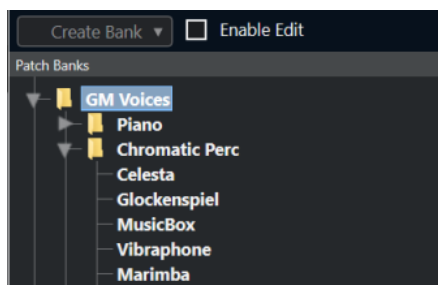 Create Bank
Enable Edit
Patch Banks
GM Voices
Piano
Chromatic Perc
Celesta
Glockenspiel
MusicBox
Vibraphone
Marimba